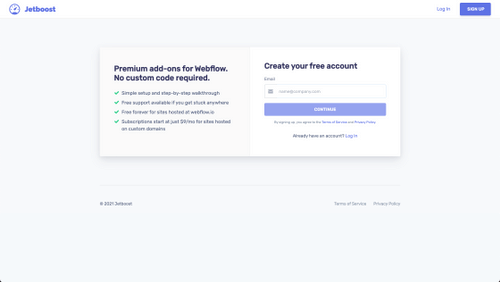 Jetboost
Log In
SIGN UP
Premium add-ons for Webflow.
No custom code required.
Simple setup and step-by-step walkthrough
Free support available if you get stuck anywhere
Free forever for sites hosted at webflow.io
Subscriptions start at just $9/mo for sites hosted
on custom domains
Create your free account
Email
name@company.com
CONTINUE
By signing up, you agree to the Terms of Service and Privacy Policy.
Already have an account? Log in
© 2021 Jetboost
Terms of Service
Privacy Policy